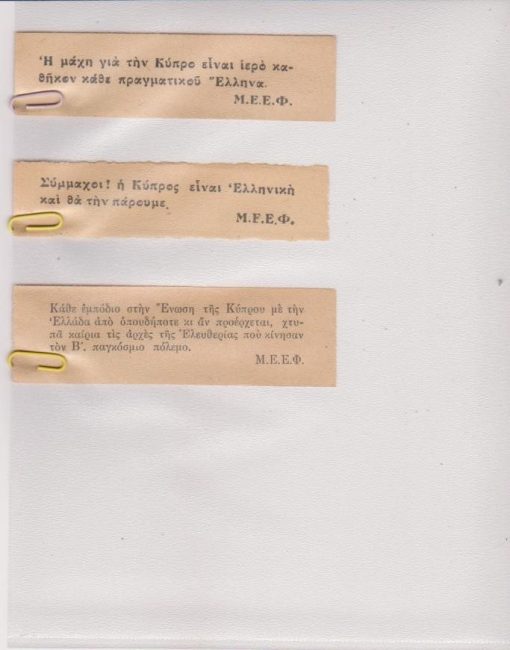 Ἡ μάχη γιὰ τὴν Κύπρο εἶναι ἱερὸ κα-
θῆκον κάθε πραγματικοῦ Ἕλληνα.
Μ.Ε.Ε.Φ.
Σύμμαχοι! ἡ Κύπρος εἶναι Ἑλληνικὴ
καὶ θὰ τὴν πάρουμε.
Μ.Ε.Ε.Φ.
Κάθε ἐμπόδιο στὴν Ἕνωση τῆς Κύπρου μὲ τὴν
Ἑλλάδα ἀπὸ ὁπουδήποτε κι ἂν προέρχεται, χτυ-
πᾶ καίρια τὶς ἀρχὲς τῆς Ἐλευθερίας ποὺ κίνησαν
τὸν Β΄. παγκόσμιο πόλεμο.
Μ.Ε.Ε.Φ.